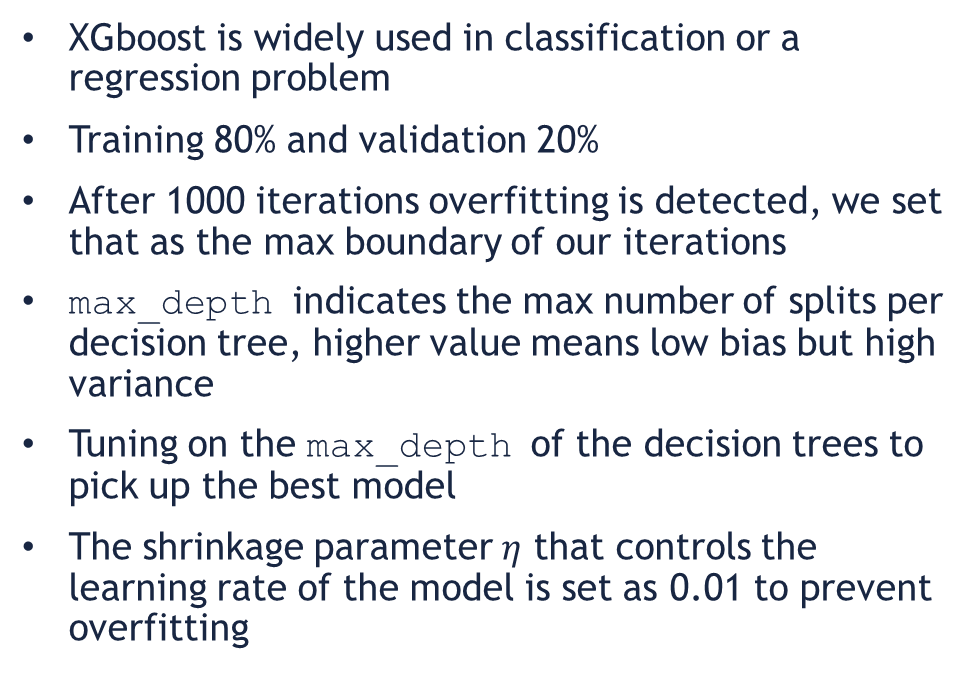 • XGboost is widely used in classification or a
regression problem
• Training 80% and validation 20%
• After 1000 iterations overfitting is detected, we set
that as the max boundary of our iterations
• max_depth indicates the max number of splits per
decision tree, higher value means low bias but high
variance
• Tuning on the max_depth of the decision trees to
pick up the best model
• The shrinkage parameter η that controls the
learning rate of the model is set as 0.01 to prevent
overfitting